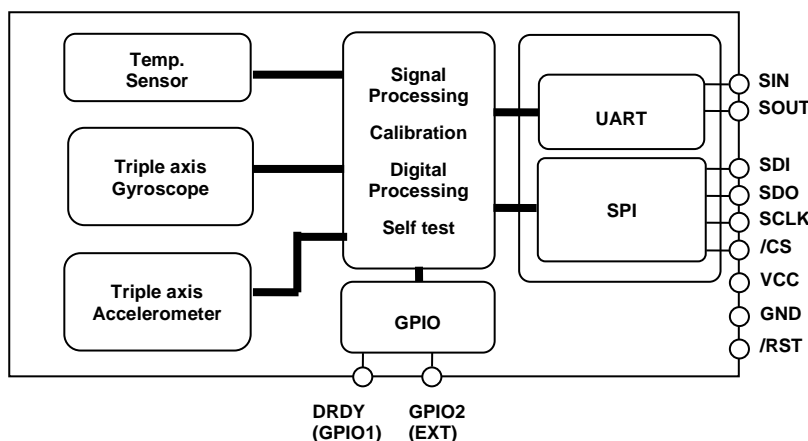 Temp.
Sensor
Triple axis
Gyroscope
Triple axis
Accelerometer
Signal
Processing
Calibration
Digital
Processing
Self test
GPIO
UART
SPI
SIN
SOUT
SDI
SDO
SCLK
/CS
VCC
GND
/RST
DRDY
(GPIO1)
GPIO2
(EXT)